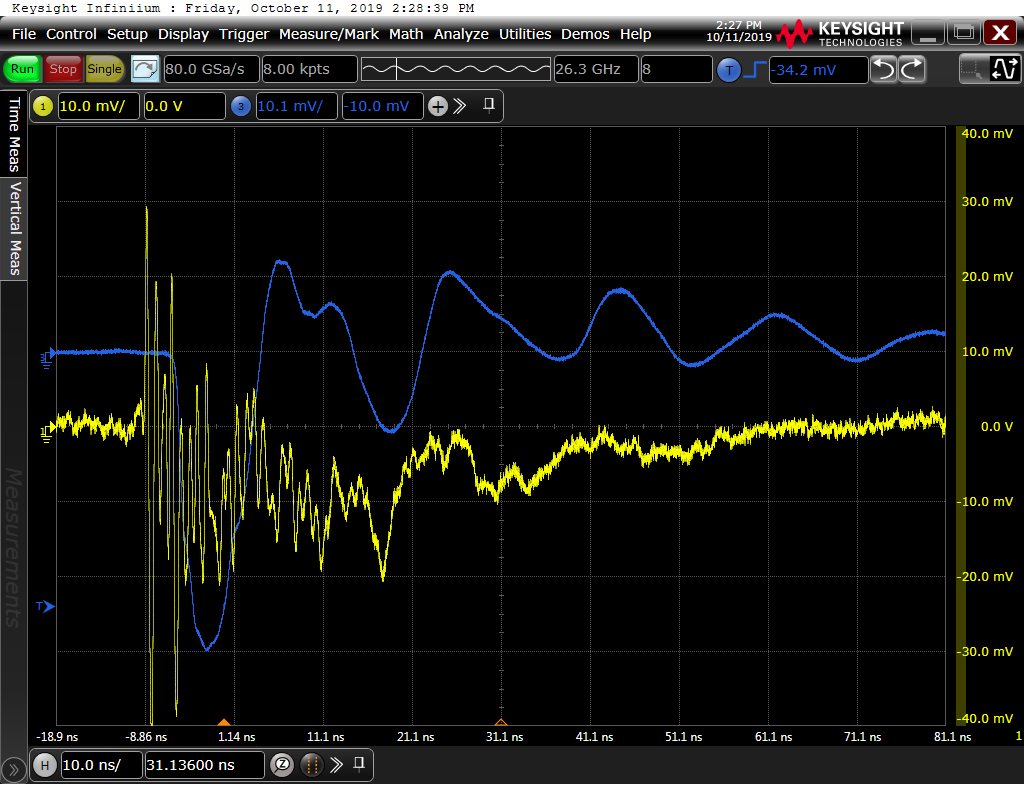 Keysight Infiniium : Friday, October 11, 2019 2:28:39 PM
File Control Setup Display Trigger Measure/Mark Math Analyze Utilities Demos Help
2:27 PM
10/11/2019
KEYSIGHT
TECHNOLOGIES
Run Stop Single 80.0 GSa/s 8.00 kpts 26.3 GHz 8 T -34.2 mV
1 10.0 mV/ 0.0 V 3 10.1 mV/ -10.0 mV
Time Meas
Vertical Meas
Measurements
40.0 mV
30.0 mV
20.0 mV
10.0 mV
0.0 V
-10.0 mV
-20.0 mV
-30.0 mV
-40.0 mV
3
1
T
-18.9 ns -8.86 ns 1.14 ns 11.1 ns 21.1 ns 31.1 ns 41.1 ns 51.1 ns 61.1 ns 71.1 ns 81.1 ns 1
H 10.0 ns/ 31.13600 ns Z